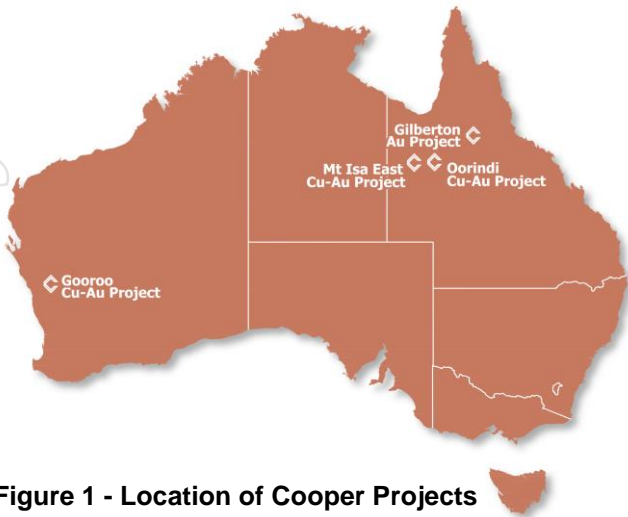 Gilberton
Au Project
Mt Isa East
Cu-Au Project
Oorindi
Cu-Au Project
Gooroo
Cu-Au Project
Figure 1 - Location of Cooper Projects